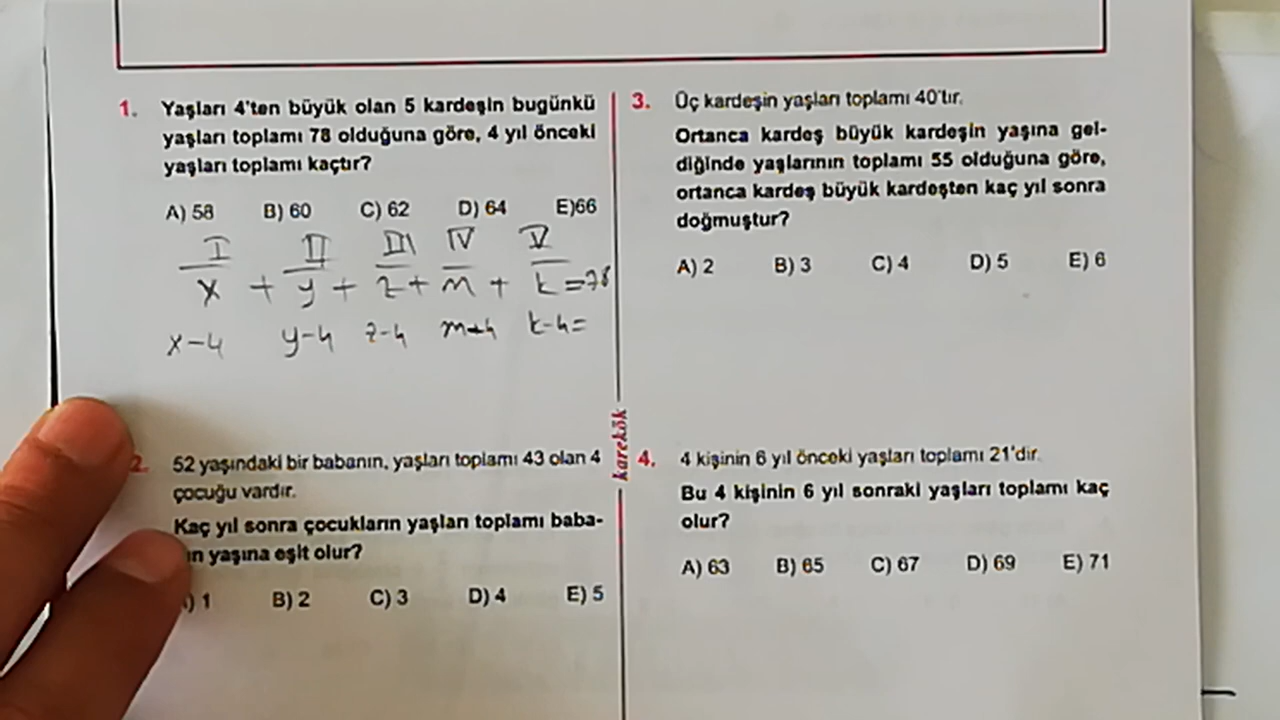 1. Yaşları 4'ten büyük olan 5 kardeşin bugünkü
yaşları toplamı 78 olduğuna göre, 4 yıl önceki
yaşları toplamı kaçtır?
A) 58 B) 60 C) 62 D) 64 E)66
I II III IV V
x + y + z + m + k = 78
x-4 y-4 z-4 m-4 k-4=
2. 52 yaşındaki bir babanın, yaşları toplamı 43 olan 4
çocuğu vardır.
Kaç yıl sonra çocukların yaşları toplamı baba-
ın yaşına eşit olur?
) 1 B) 2 C) 3 D) 4 E) 5
karekök
3. Üç kardeşin yaşları toplamı 40'tır.
Ortanca kardeş büyük kardeşin yaşına gel-
diğinde yaşlarının toplamı 55 olduğuna göre,
ortanca kardeş büyük kardeşten kaç yıl sonra
doğmuştur?
A) 2 B) 3 C) 4 D) 5 E) 6
4. 4 kişinin 6 yıl önceki yaşları toplamı 21'dir.
Bu 4 kişinin 6 yıl sonraki yaşları toplamı kaç
olur?
A) 63 B) 65 C) 67 D) 69 E) 71